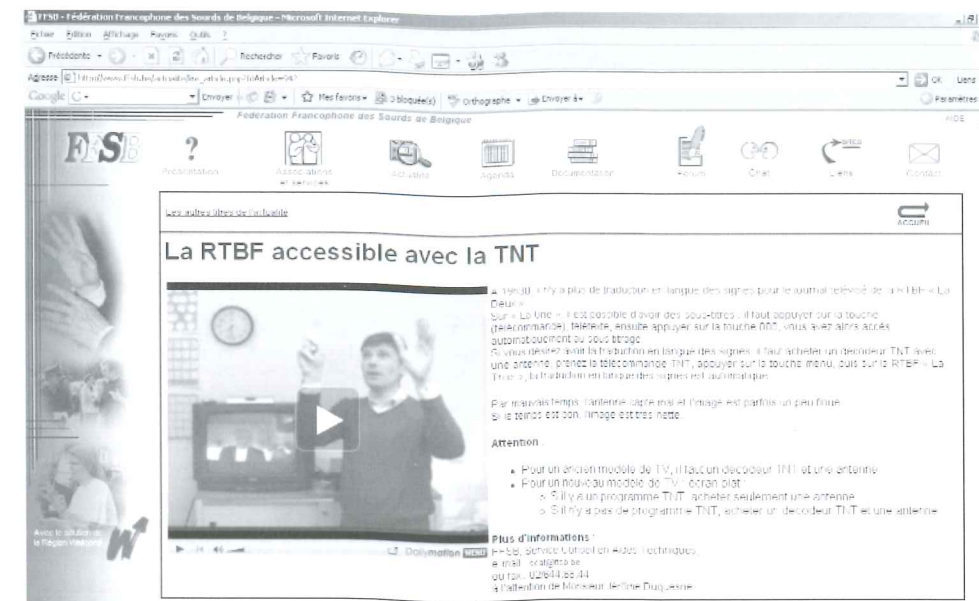 FFSB - Fédération Francophone des Sourds de Belgique - Microsoft Internet Explorer
Fichier Edition Affichage Favoris Outils ?
Précédente Rechercher Favoris
Adresse OK Liens
Google Envoyer Mes favoris 3 bloquée(s) Orthographe Envoyer à Paramètres
Fédération Francophone des Sourds de Belgique
AIDE
FFSB
Présentation Associations et services Actualité Agenda Documentation Forum Chat SITES Liens Contact
Les autres titres de l'actualité
ACCUEIL
La RTBF accessible avec la TNT
A 19h30, il n'y a plus de traduction en langue des signes pour le journal télévisé de la RTBF « La
Deux »
Sur « La Une », il est possible d'avoir des sous-titres : il faut appuyer sur la touche
(télécommande), télétexte, ensuite appuyer sur la touche vous avez alors accès
automatiquement au sous titrage
Si vous désirez avoir la traduction en langue des signes, il faut acheter un décodeur TNT avec
une antenne, prenez la télécommande TNT, appuyer sur la touche menu, puis sur la RTBF « La
la traduction en langue des signes est automatique.
Par mauvais temps, l'antenne capte mal et l'image est parfois un peu floue.
Si le temps est bon, l'image est très nette.
Attention :
Pour un ancien modèle de TV, il faut un décodeur TNT et une antenne
Pour un nouveau modèle de TV : écran plat :
S'il y a un programme TNT, acheter seulement une antenne
S'il n'y a pas de programme TNT, acheter un décodeur TNT et une antenne
Plus d'informations :
FFSB, Service Conseil en Aides Techniques
e-mail :
ou fax : 02/644.68.44
à l'attention de Monsieur Jérôme Duquesne
Dailymotion MENU
Avec le soutien de
la Région Wallonne
W